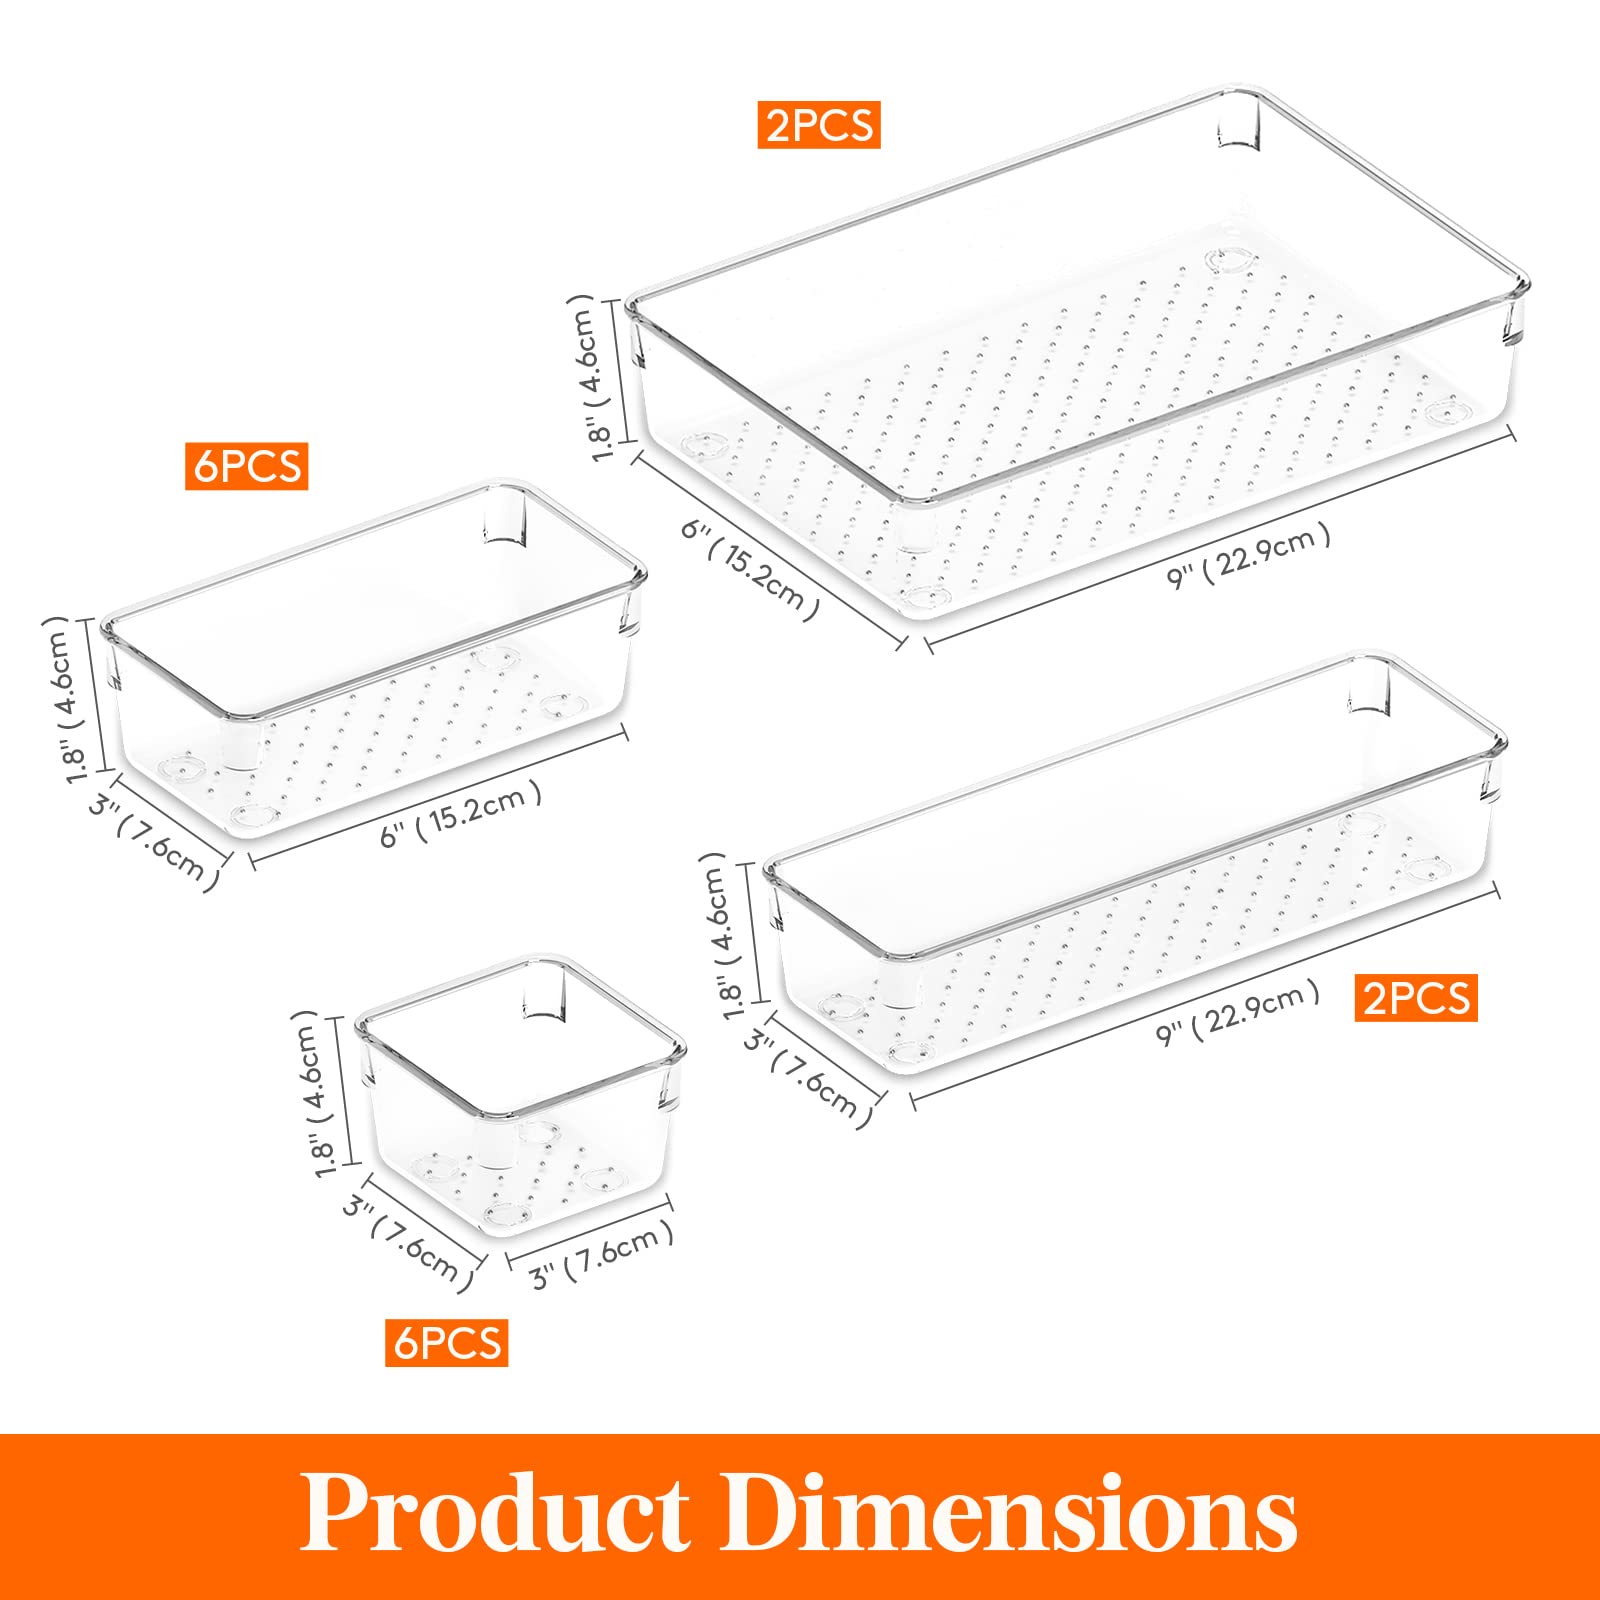 2PCS
1.8" ( 4.6cm)
6" ( 15.2cm )
9" ( 22.9cm )
6PCS
1.8" ( 4.6cm)
3" ( 7.6cm )
6" ( 15.2cm )
1.8" ( 4.6cm)
3" ( 7.6cm )
9" ( 22.9cm )
2PCS
1.8" ( 4.6cm)
3" ( 7.6cm )
3" ( 7.6cm )
6PCS
Product Dimensions